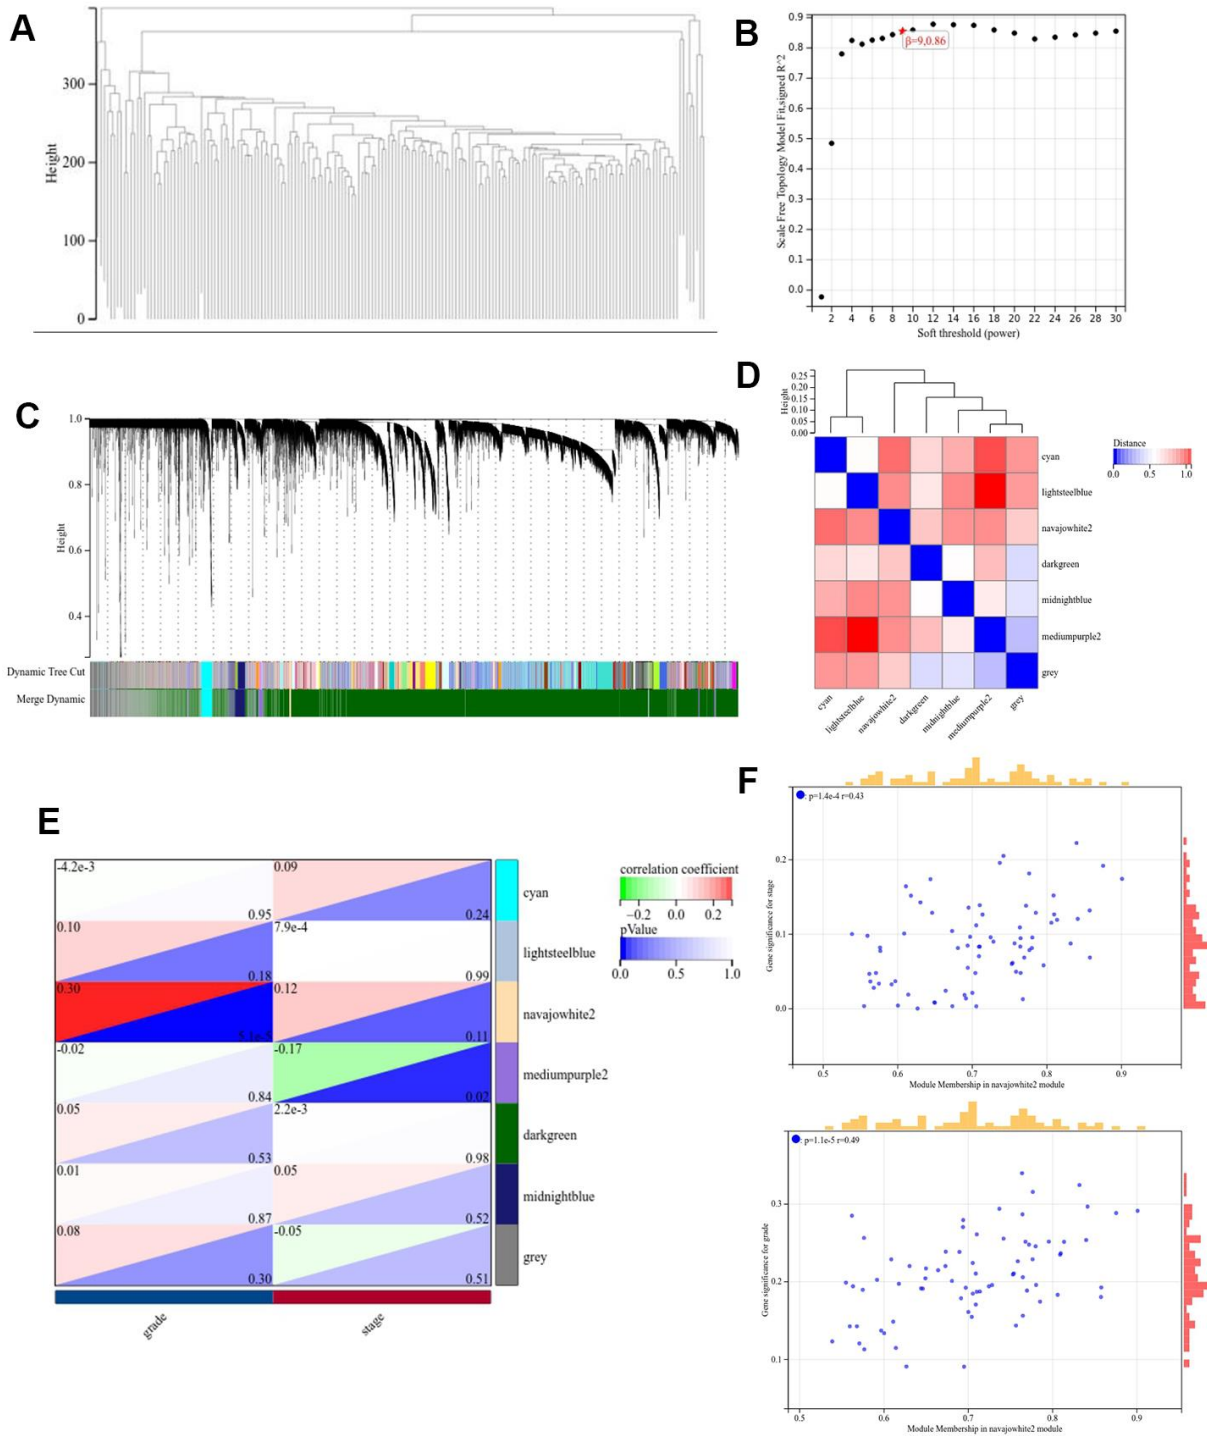 A
Height
300
200
100
0
B
Scale Free Topology Model Fit,signed R^2
0.9
0.8
0.7
0.6
0.5
0.4
0.3
0.2
0.1
0.0
β=9,0.86
2 4 6 8 10 12 14 16 18 20 22 24 26 28 30
Soft threshold (power)
C
Height
1.0
0.8
0.6
0.4
Dynamic Tree Cut
Merge Dynamic
D
Height
0.25
0.20
0.15
0.10
0.05
0.00
Distance
0.0 0.5 1.0
cyan
lightsteelblue
navajowhite2
darkgreen
midnightblue
mediumpurple2
grey
cyan lightsteelblue navajowhite2 darkgreen midnightblue mediumpurple2 grey
E
-4.2e-3 0.09
0.95 0.24
cyan
0.10 7.9e-4
0.18 0.99
lightsteelblue
0.30 0.12
5.1e-5 0.11
navajowhite2
-0.02 -0.17
0.84 0.02
mediumpurple2
0.05 2.2e-3
0.53 0.98
darkgreen
0.01 0.05
0.87 0.52
midnightblue
0.08 -0.05
0.30 0.51
grey
grade stage
correlation coefficient
-0.2 0.0 0.2
pValue
0.0 0.5 1.0
F
: p=1.4e-4 r=0.43
Gene significance for stage
0.2
0.1
0.0
0.5 0.6 0.7 0.8 0.9
Module Membership in navajowhite2 module
: p=1.1e-5 r=0.49
Gene significance for grade
0.3
0.2
0.1
0.5 0.6 0.7 0.8 0.9
Module Membership in navajowhite2 module